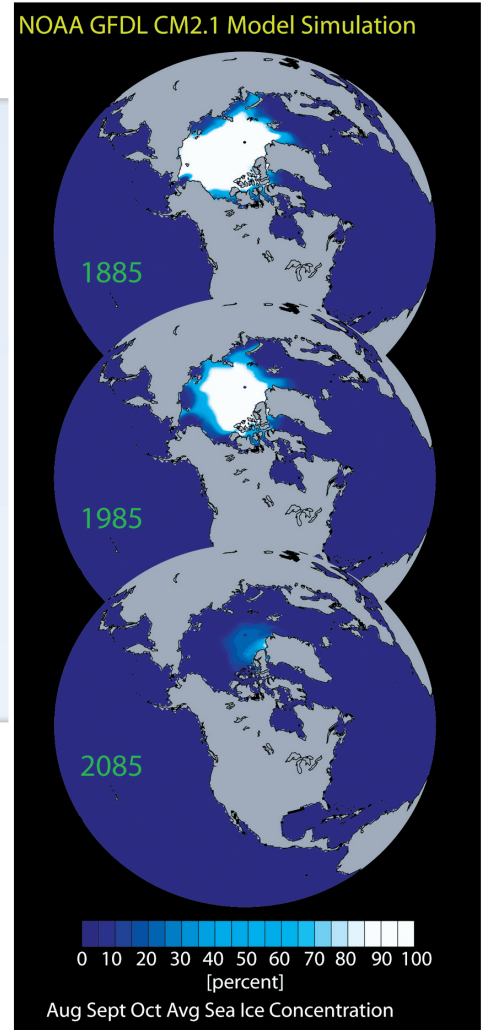 NOAA GFDL CM2.1 Model Simulation
1885
1985
2085
0 10 20 30 40 50 60 70 80 90 100
[percent]
Aug Sept Oct Avg Sea Ice Concentration